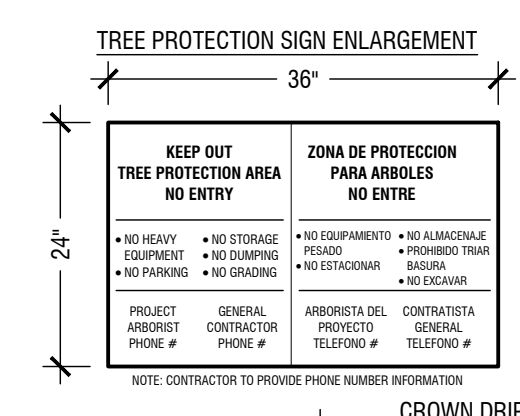 TREE PROTECTION SIGN ENLARGEMENT
36"
24"
KEEP OUT
TREE PROTECTION AREA
NO ENTRY
• NO HEAVY
EQUIPMENT
• NO PARKING
• NO STORAGE
• NO DUMPING
• NO GRADING
PROJECT
ARBORIST
PHONE #
GENERAL
CONTRACTOR
PHONE #
ZONA DE PROTECCION
PARA ARBOLES
NO ENTRE
• NO EQUIPAMIENTO
PESADO
• NO ESTACIONAR
• NO ALMACENAJE
• PROHIBIDO TRIAR
BASURA
• NO EXCAVAR
ARBORISTA DEL
PROYECTO
TELEFONO #
CONTRATISTA
GENERAL
TELEFONO #
NOTE: CONTRACTOR TO PROVIDE PHONE NUMBER INFORMATION
CROWN